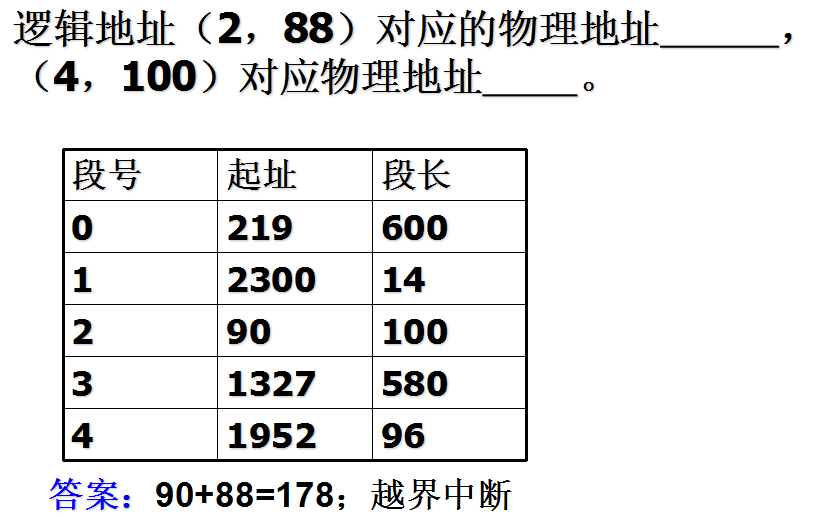 逻辑地址（2，88）对应的物理地址______，
（4，100）对应物理地址_____。
段号 起址 段长
0 219 600
1 2300 14
2 90 100
3 1327 580
4 1952 96
答案：90+88=178；越界中断